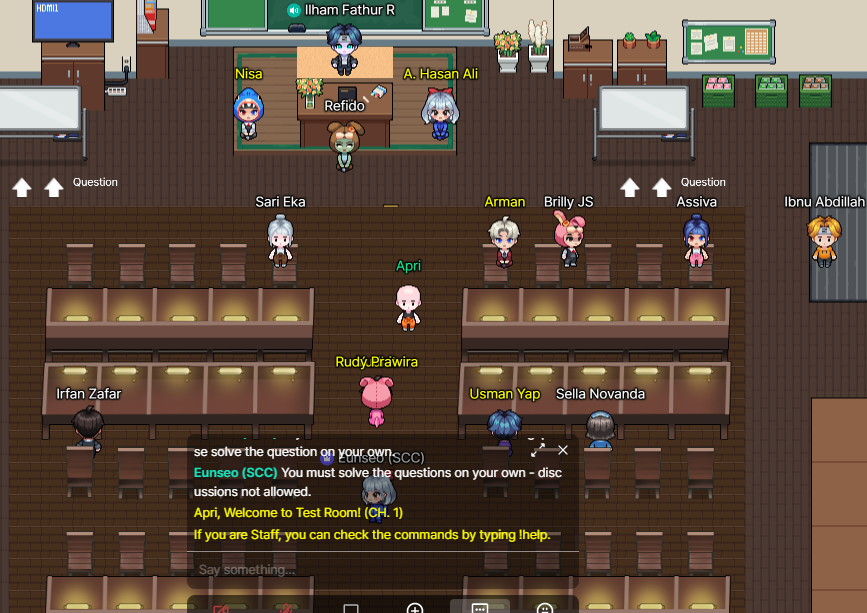 HDMI1
Ilham Fathur R
Nisa
A. Hasan Ali
Refido
Question
Question
Sari Eka
Arman
Brilly JS
Assiva
Ibnu Abdillah
Apri
Rudy Prawira
Irfan Zafar
Usman Yap
Sella Novanda
se solve the question on your own.
Eunseo (SCC)
Eunseo (SCC) You must solve the questions on your own - disc
ussions not allowed.
Apri, Welcome to Test Room! (CH. 1)
If you are Staff, you can check the commands by typing !help.
Say something...